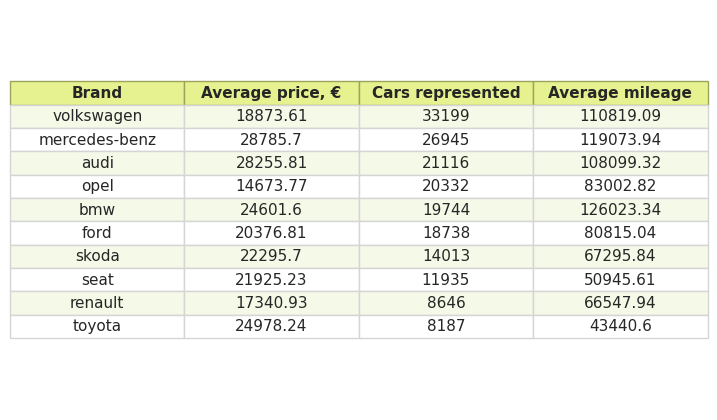 Brand Average price, € Cars represented Average mileage
volkswagen 18873.61 33199 110819.09
mercedes-benz 28785.7 26945 119073.94
audi 28255.81 21116 108099.32
opel 14673.77 20332 83002.82
bmw 24601.6 19744 126023.34
ford 20376.81 18738 80815.04
skoda 22295.7 14013 67295.84
seat 21925.23 11935 50945.61
renault 17340.93 8646 66547.94
toyota 24978.24 8187 43440.6